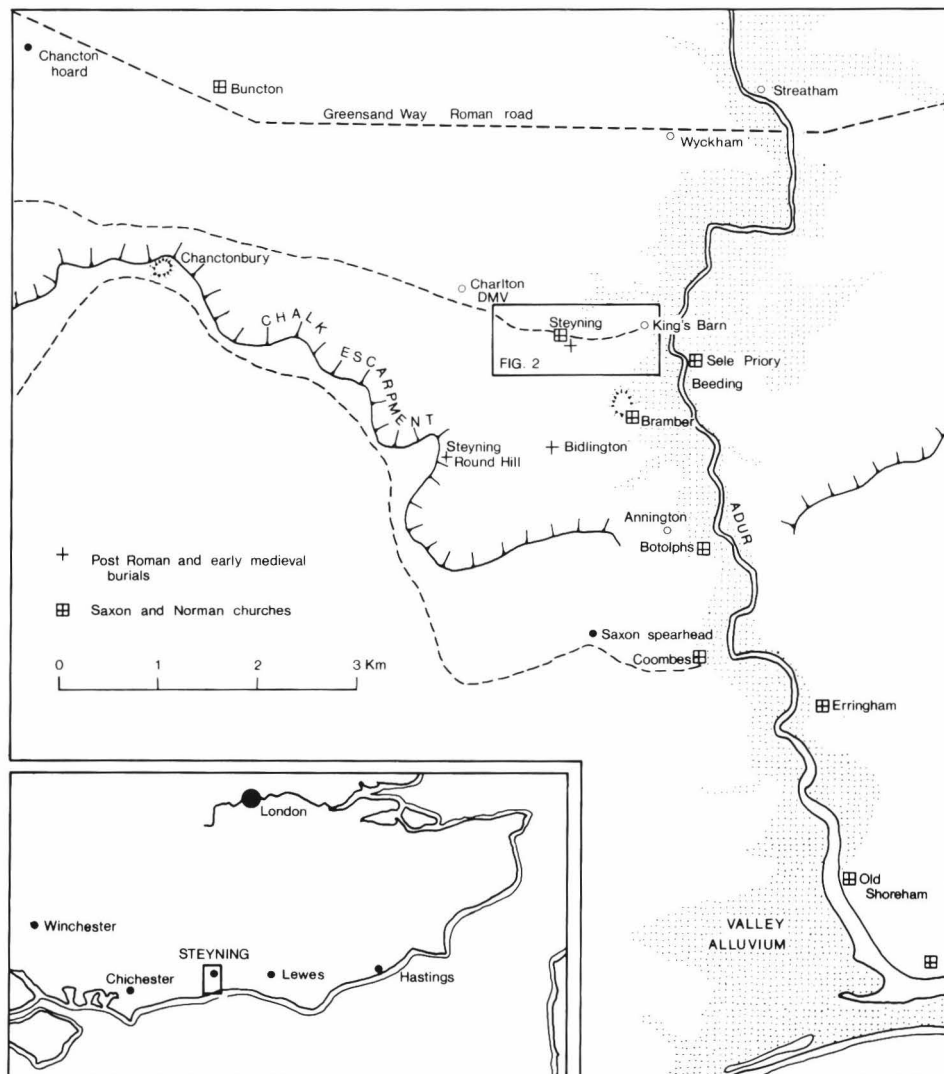 Chancton
hoard
Buncton
Streatham
Greensand Way Roman road
Wyckham
Chanctonbury
Charlton
DMV
Steyning
King's Barn
FIG. 2
Sele Priory
Beeding
CHALK ESCARPMENT
Bramber
Steyning
Round Hill
Bidlington
Annington
ADUR
Botolphs
Post Roman and early medieval
burials
Saxon and Norman churches
Saxon spearhead
Coombes
0 1 2 3 Km
Erringham
London
Old
Shoreham
Winchester
VALLEY
ALLUVIUM
STEYNING
Chichester
Lewes
Hastings